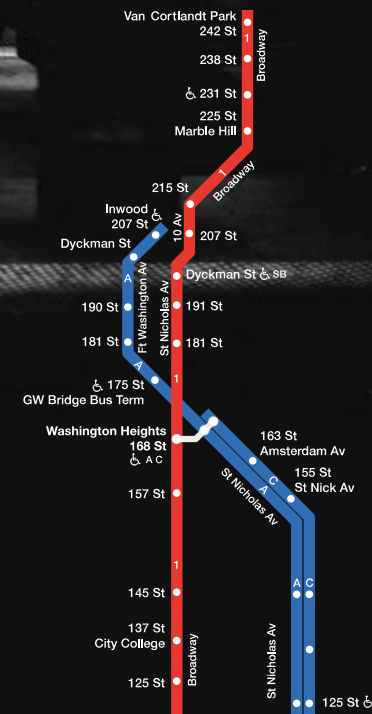 Van Cortlandt Park
242 St
1
Broadway
238 St
231 St
225 St
Marble Hill
1
Broadway
215 St
Inwood
207 St
10 Av
207 St
Dyckman St
Dyckman St SB
A
Ft Washington Av
St Nicholas Av
190 St
191 St
181 St
181 St
A
175 St
GW Bridge Bus Term
1
Washington Heights
168 St
A C
163 St
Amsterdam Av
C
A
155 St
St Nick Av
St Nicholas Av
157 St
1
A
C
145 St
137 St
City College
Broadway
St Nicholas Av
125 St
125 St